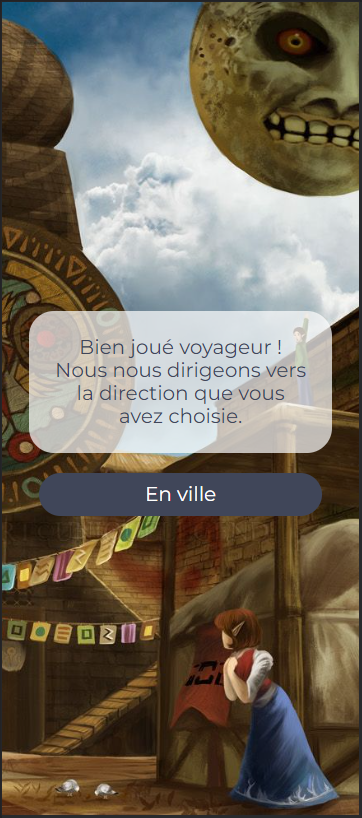 Bien joué voyageur !
Nous nous dirigeons vers
la direction que vous
avez choisie.
En ville